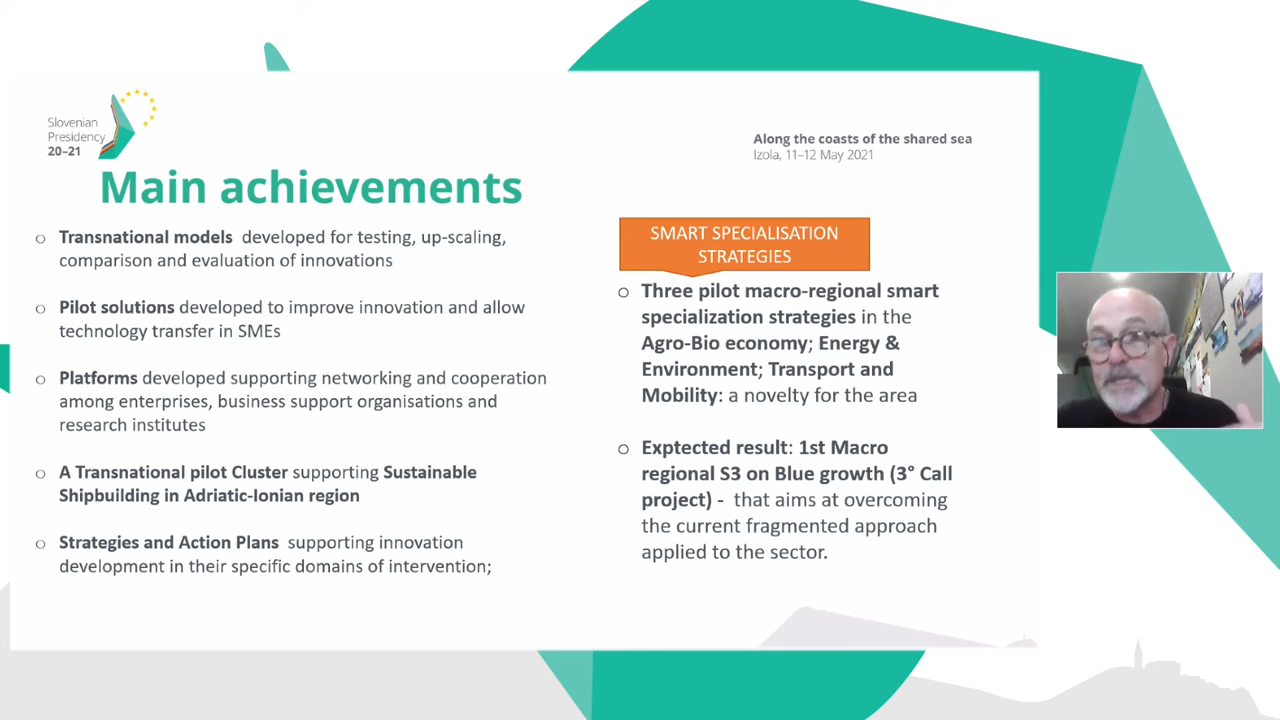 Slovenian
Presidency
20–21
Along the coasts of the shared sea
Izola, 11–12 May 2021
Main achievements
o Transnational models developed for testing, up-scaling,
comparison and evaluation of innovations
o Pilot solutions developed to improve innovation and allow
technology transfer in SMEs
o Platforms developed supporting networking and cooperation
among enterprises, business support organisations and
research institutes
o A Transnational pilot Cluster supporting Sustainable
Shipbuilding in Adriatic-Ionian region
o Strategies and Action Plans supporting innovation
development in their specific domains of intervention;
SMART SPECIALISATION
STRATEGIES
o Three pilot macro-regional smart
specialization strategies in the
Agro-Bio economy; Energy &
Environment; Transport and
Mobility: a novelty for the area
o Exptected result: 1st Macro
regional S3 on Blue growth (3° Call
project) - that aims at overcoming
the current fragmented approach
applied to the sector.